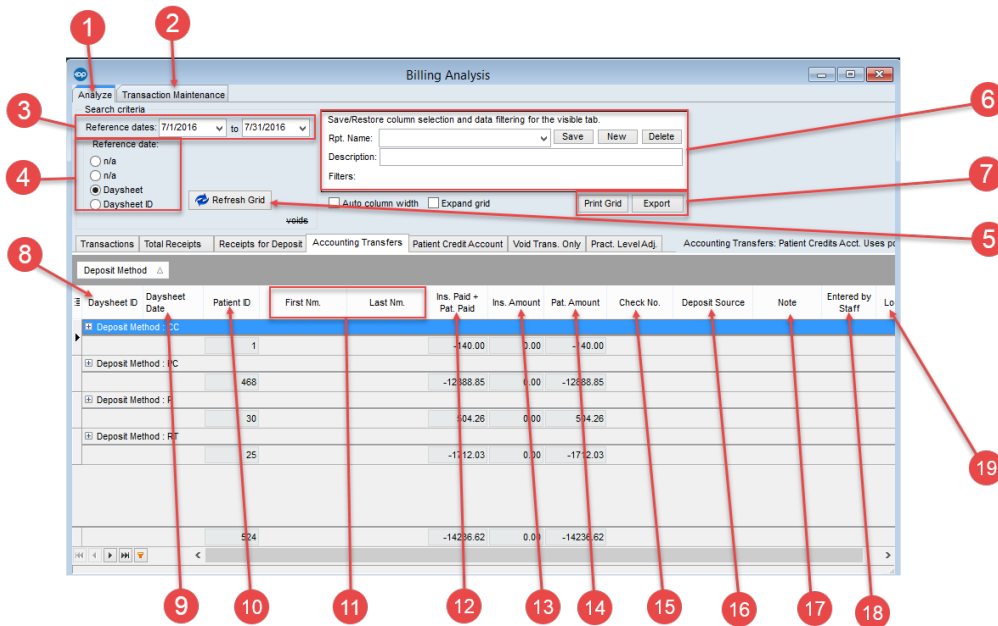 1
2
Billing Analysis
Analyze Transaction Maintenance
Search criteria
3
Reference dates: 7/1/2016 to 7/31/2016
Save/Restore column selection and data filtering for the visible tab.
6
Rpt. Name: Save New Delete
Reference date:
Description:
n/a
Filters:
4
n/a
7
Daysheet
Refresh Grid
Daysheet ID
Auto column width Expand grid Print Grid Export
voids
5
Transactions Total Receipts Receipts for Deposit Accounting Transfers Patient Credit Account Void Trans. Only Pract. Level Adj. Accounting Transfers: Patient Credits Acct. Uses po
8
Deposit Method
Daysheet ID Daysheet Date Patient ID First Nm. Last Nm. Ins. Paid + Pat. Paid Ins. Amount Pat. Amount Check No. Deposit Source Note Entered by Staff Lo
Deposit Method : CC
1 -140.00 0.00 -140.00
Deposit Method : PC
468 -12888.85 0.00 -12888.85
Deposit Method : R
30 504.26 0.00 504.26
Deposit Method : RT
25 -1712.03 0.00 -1712.03
19
524 -14236.62 0.00 -14236.62
9 10 11 12 13 14 15 16 17 18